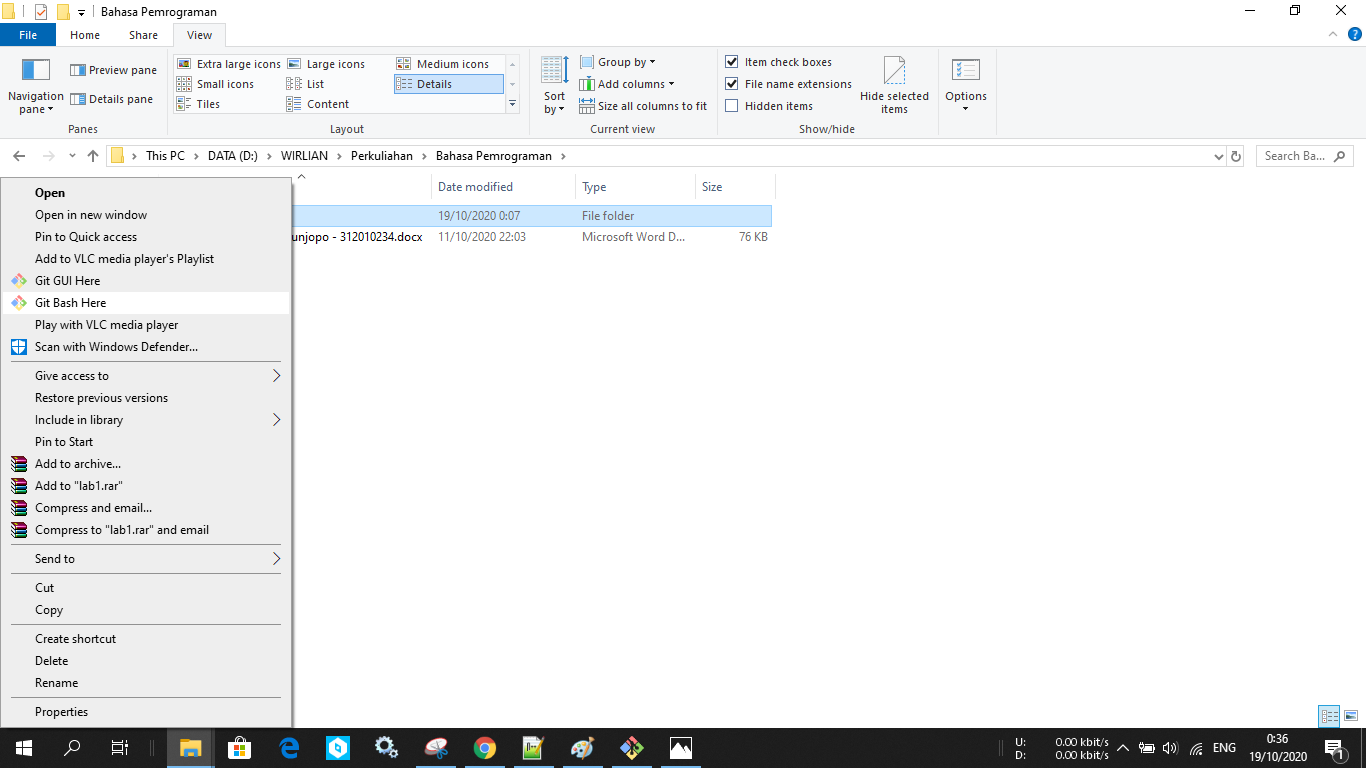 Bahasa Pemrograman
File Home Share View
Navigation pane
Preview pane
Details pane
Panes
Extra large icons Large icons Medium icons
Small icons List Details
Tiles Content
Layout
Sort by
Group by
Add columns
Size all columns to fit
Current view
Item check boxes
File name extensions
Hidden items
Hide selected items
Show/hide
Options
This PC DATA (D:) WIRLIAN Perkuliahan Bahasa Pemrograman
Search Ba...
Date modified Type Size
19/10/2020 0:07 File folder
unjopo - 312010234.docx 11/10/2020 22:03 Microsoft Word D... 76 KB
Open
Open in new window
Pin to Quick access
Add to VLC media player's Playlist
Git GUI Here
Git Bash Here
Play with VLC media player
Scan with Windows Defender...
Give access to
Restore previous versions
Include in library
Pin to Start
Add to archive...
Add to "lab1.rar"
Compress and email...
Compress to "lab1.rar" and email
Send to
Cut
Copy
Create shortcut
Delete
Rename
Properties
U: 0.00 kbit/s
D: 0.00 kbit/s
ENG
0:36
19/10/2020
1